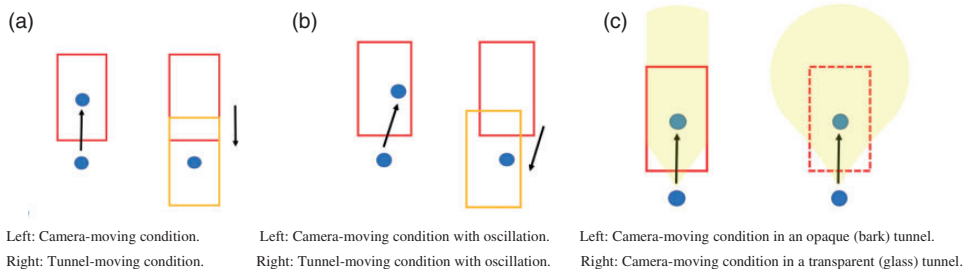 (a)
(b)
(c)
Left: Camera-moving condition.
Right: Tunnel-moving condition.
Left: Camera-moving condition with oscillation.
Right: Tunnel-moving condition with oscillation.
Left: Camera-moving condition in an opaque (bark) tunnel.
Right: Camera-moving condition in a transparent (glass) tunnel.